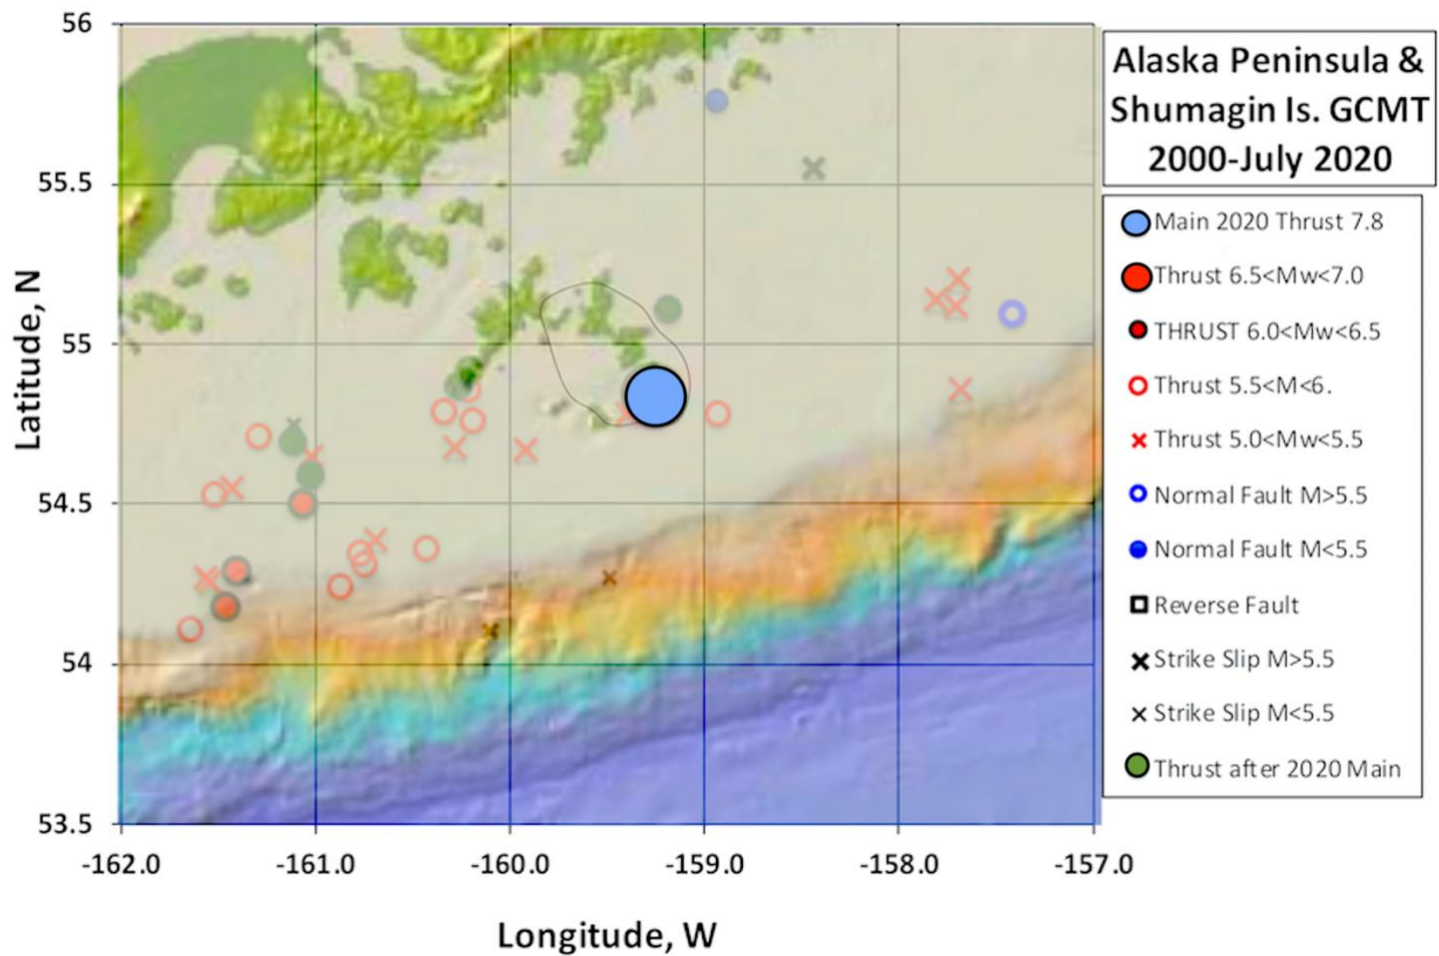 Alaska Peninsula &
Shumagin Is. GCMT
2000-July 2020
Main 2020 Thrust 7.8
Thrust 6.5<Mw<7.0
THRUST 6.0<Mw<6.5
Thrust 5.5<M<6.
Thrust 5.0<Mw<5.5
Normal Fault M>5.5
Normal Fault M<5.5
Reverse Fault
Strike Slip M>5.5
Strike Slip M<5.5
Thrust after 2020 Main
Latitude, N
56
55.5
55
54.5
54
53.5
-162.0 -161.0 -160.0 -159.0 -158.0 -157.0
Longitude, W